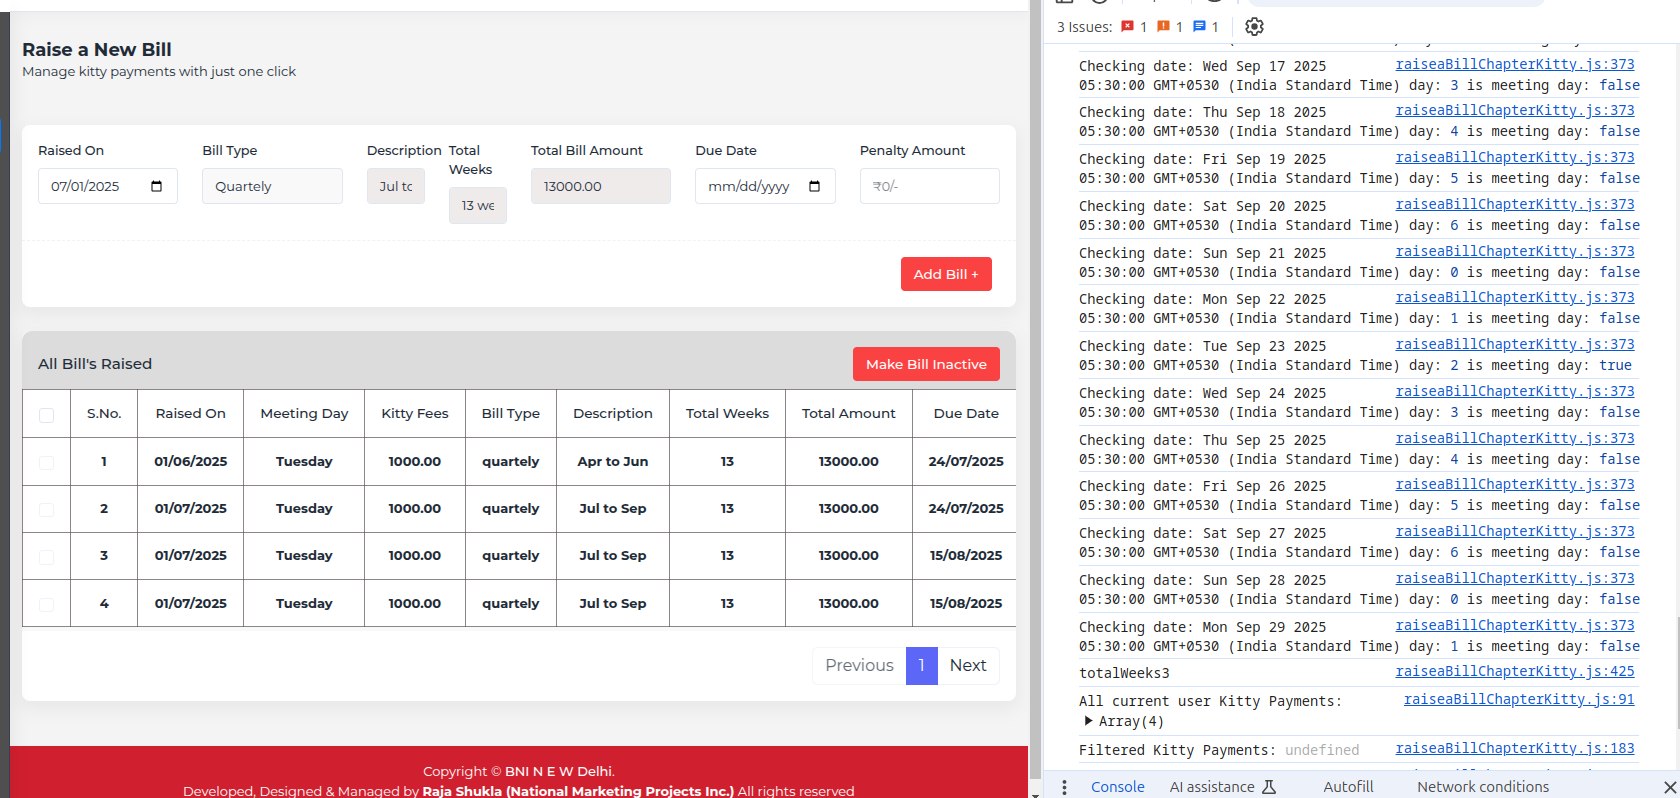 Raise a New Bill
Manage kitty payments with just one click
Raised On
Bill Type
Description
Total Weeks
Total Bill Amount
Due Date
Penalty Amount
07/01/2025
Quartely
Jul to
13 we
13000.00
mm/dd/yyyy
₹0/-
Add Bill +
All Bill's Raised
Make Bill Inactive
S.No. Raised On Meeting Day Kitty Fees Bill Type Description Total Weeks Total Amount Due Date
1 01/06/2025 Tuesday 1000.00 quartely Apr to Jun 13 13000.00 24/07/2025
2 01/07/2025 Tuesday 1000.00 quartely Jul to Sep 13 13000.00 24/07/2025
3 01/07/2025 Tuesday 1000.00 quartely Jul to Sep 13 13000.00 15/08/2025
4 01/07/2025 Tuesday 1000.00 quartely Jul to Sep 13 13000.00 15/08/2025
Previous 1 Next
Copyright © BNI N E W Delhi.
Developed, Designed & Managed by Raja Shukla (National Marketing Projects Inc.) All rights reserved
3 Issues: 1 1 1
Checking date: Wed Sep 17 2025 raiseaBillChapterKitty.js:373
05:30:00 GMT+0530 (India Standard Time) day: 3 is meeting day: false
Checking date: Thu Sep 18 2025 raiseaBillChapterKitty.js:373
05:30:00 GMT+0530 (India Standard Time) day: 4 is meeting day: false
Checking date: Fri Sep 19 2025 raiseaBillChapterKitty.js:373
05:30:00 GMT+0530 (India Standard Time) day: 5 is meeting day: false
Checking date: Sat Sep 20 2025 raiseaBillChapterKitty.js:373
05:30:00 GMT+0530 (India Standard Time) day: 6 is meeting day: false
Checking date: Sun Sep 21 2025 raiseaBillChapterKitty.js:373
05:30:00 GMT+0530 (India Standard Time) day: 0 is meeting day: false
Checking date: Mon Sep 22 2025 raiseaBillChapterKitty.js:373
05:30:00 GMT+0530 (India Standard Time) day: 1 is meeting day: false
Checking date: Tue Sep 23 2025 raiseaBillChapterKitty.js:373
05:30:00 GMT+0530 (India Standard Time) day: 2 is meeting day: true
Checking date: Wed Sep 24 2025 raiseaBillChapterKitty.js:373
05:30:00 GMT+0530 (India Standard Time) day: 3 is meeting day: false
Checking date: Thu Sep 25 2025 raiseaBillChapterKitty.js:373
05:30:00 GMT+0530 (India Standard Time) day: 4 is meeting day: false
Checking date: Fri Sep 26 2025 raiseaBillChapterKitty.js:373
05:30:00 GMT+0530 (India Standard Time) day: 5 is meeting day: false
Checking date: Sat Sep 27 2025 raiseaBillChapterKitty.js:373
05:30:00 GMT+0530 (India Standard Time) day: 6 is meeting day: false
Checking date: Sun Sep 28 2025 raiseaBillChapterKitty.js:373
05:30:00 GMT+0530 (India Standard Time) day: 0 is meeting day: false
Checking date: Mon Sep 29 2025 raiseaBillChapterKitty.js:373
05:30:00 GMT+0530 (India Standard Time) day: 1 is meeting day: false
totalWeeks3 raiseaBillChapterKitty.js:425
All current user Kitty Payments: raiseaBillChapterKitty.js:91
Array(4)
Filtered Kitty Payments: undefined raiseaBillChapterKitty.js:183
Console AI assistance Autofill Network conditions